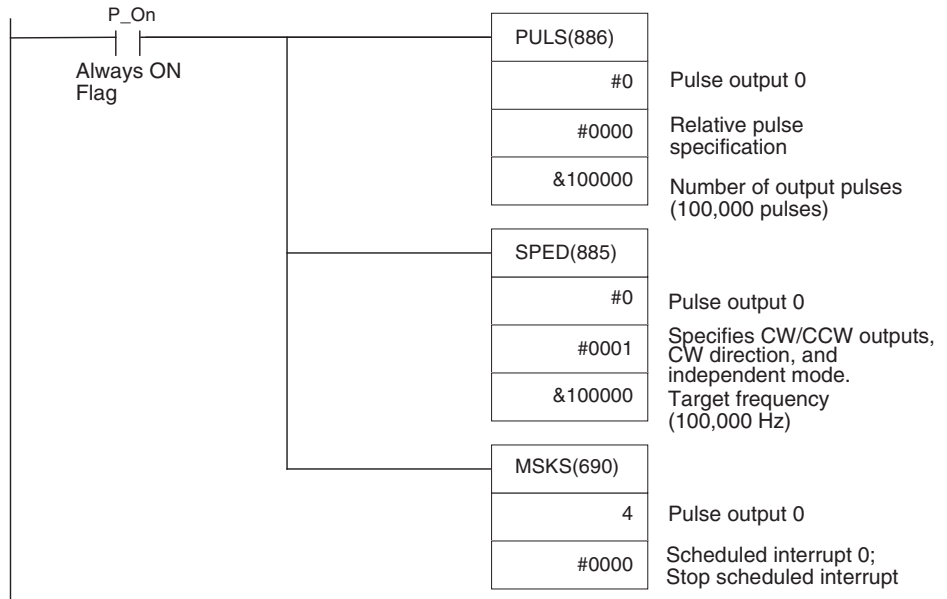 P_On
Always ON
Flag
PULS(886)
#0
Pulse output 0
#0000
Relative pulse
specification
&100000
Number of output pulses
(100,000 pulses)
SPED(885)
#0
Pulse output 0
#0001
Specifies CW/CCW outputs,
CW direction, and
independent mode.
&100000
Target frequency
(100,000 Hz)
MSKS(690)
4
Pulse output 0
#0000
Scheduled interrupt 0;
Stop scheduled interrupt